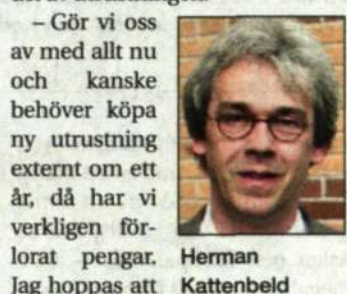 – Gör vi oss
av med allt nu
och kanske
behöver köpa
ny utrustning
externt om ett
år, då har vi
verkligen för-
lorat pengar.
Jag hoppas att
Herman
Kattenbeld